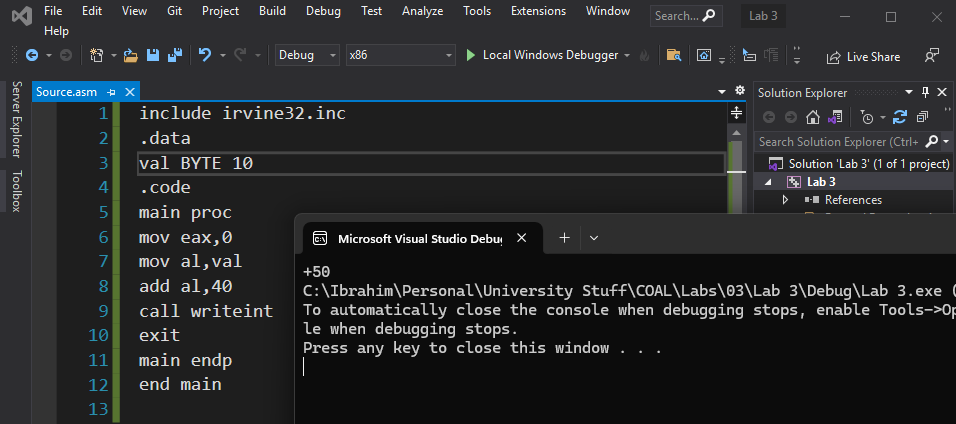 File Edit View Git Project Build Debug Test Analyze Tools Extensions Window Search... Lab 3
Help
Debug x86 Local Windows Debugger Live Share
Server Explorer
Toolbox
Source.asm
1 include irvine32.inc
2 .data
3 val BYTE 10
4 .code
5 main proc
6 mov eax,0
7 mov al,val
8 add al,40
9 call writeint
10 exit
11 main endp
12 end main
13
Solution Explorer
Search Solution Explorer (Ctrl+
Solution 'Lab 3' (1 of 1 project)
Lab 3
References
Microsoft Visual Studio Debu
+50
C:\Ibrahim\Personal\University Stuff\COAL\Labs\03\Lab 3\Debug\Lab 3.exe (
To automatically close the console when debugging stops, enable Tools->Op
le when debugging stops.
Press any key to close this window . . .